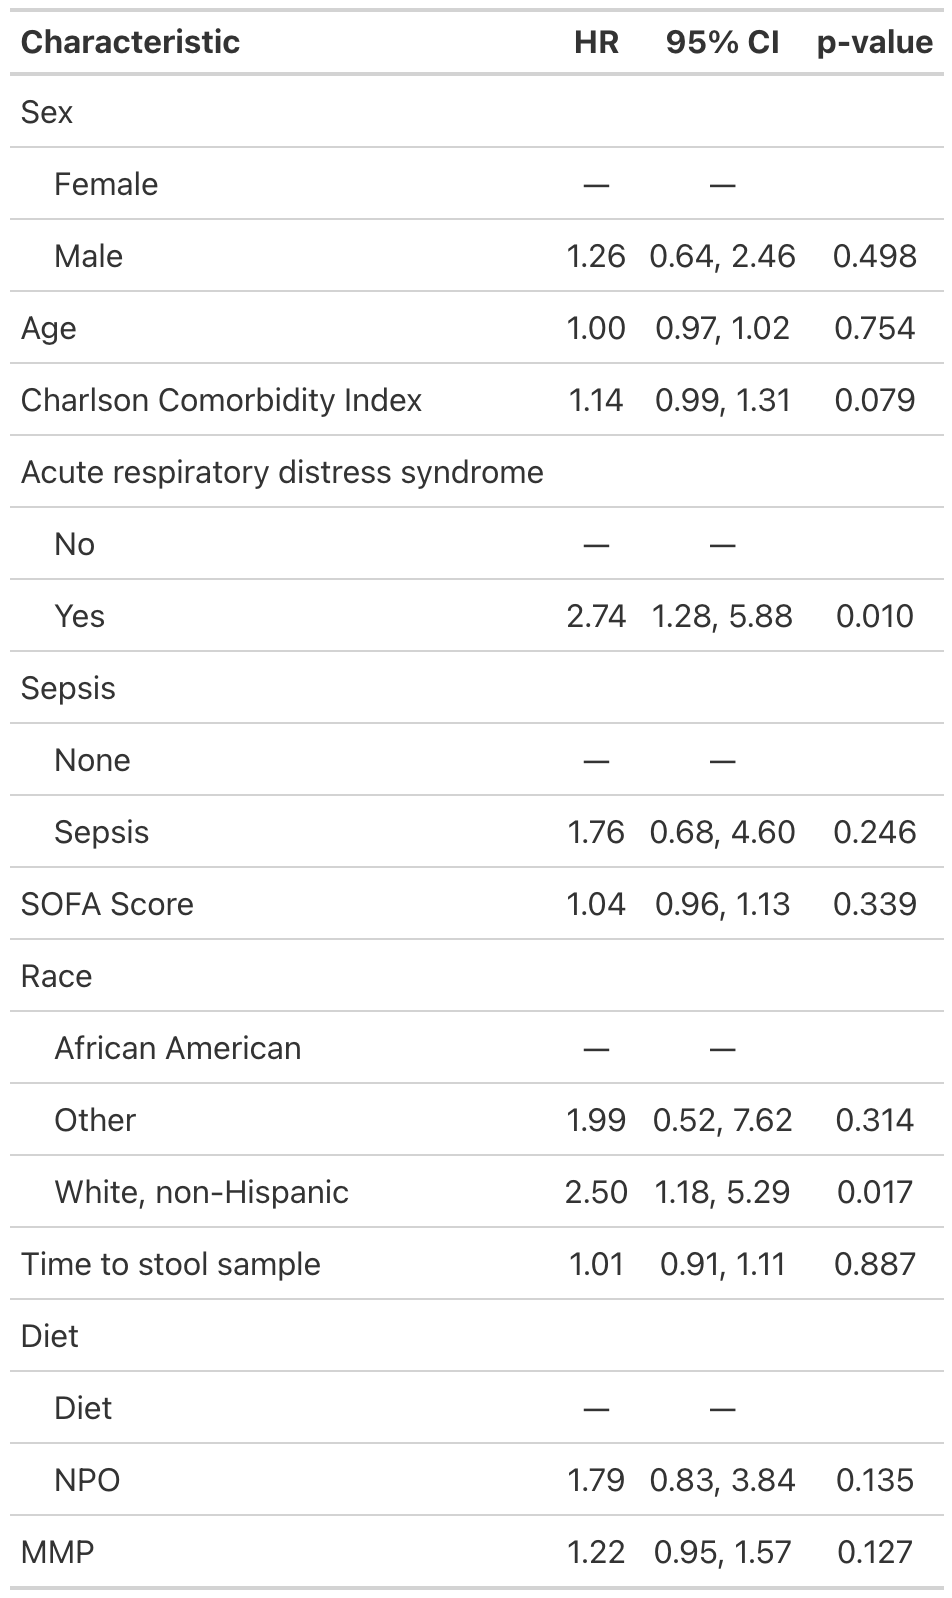 Characteristic HR 95% CI p-value
Sex
Female — —
Male 1.26 0.64, 2.46 0.498
Age 1.00 0.97, 1.02 0.754
Charlson Comorbidity Index 1.14 0.99, 1.31 0.079
Acute respiratory distress syndrome
No — —
Yes 2.74 1.28, 5.88 0.010
Sepsis
None — —
Sepsis 1.76 0.68, 4.60 0.246
SOFA Score 1.04 0.96, 1.13 0.339
Race
African American — —
Other 1.99 0.52, 7.62 0.314
White, non-Hispanic 2.50 1.18, 5.29 0.017
Time to stool sample 1.01 0.91, 1.11 0.887
Diet
Diet — —
NPO 1.79 0.83, 3.84 0.135
MMP 1.22 0.95, 1.57 0.127